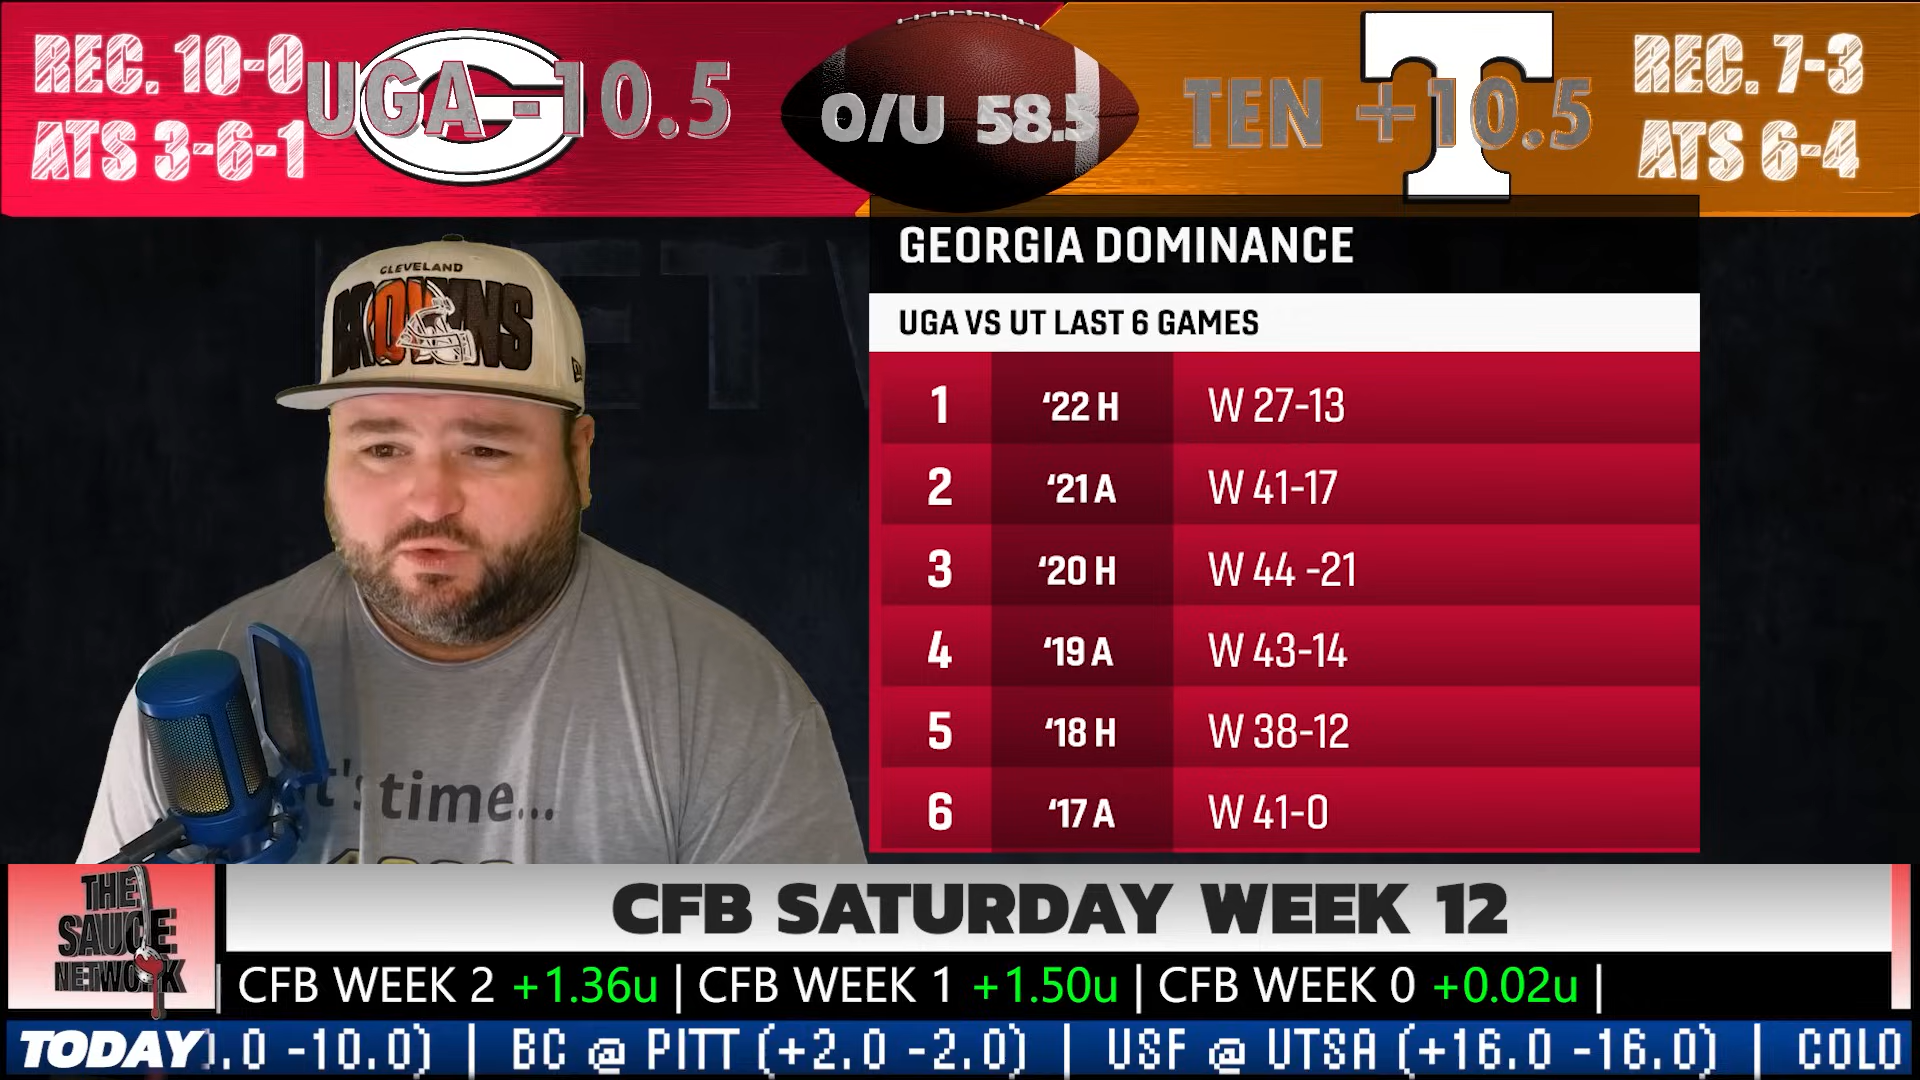 REC. 10-0
ATS 3-6-1
UGA -10.5
O/U 58.5
TEN +10.5
REC. 7-3
ATS 6-4
GEORGIA DOMINANCE
UGA VS UT LAST 6 GAMES
1 '22 H W 27-13
2 '21 A W 41-17
3 '20 H W 44 -21
4 '19 A W 43-14
5 '18 H W 38-12
6 '17 A W 41-0
CLEVELAND
BROWNS
t's time...
THE
SAUCE
NETWORK
CFB SATURDAY WEEK 12
CFB WEEK 2 +1.36u | CFB WEEK 1 +1.50u | CFB WEEK 0 +0.02u |
TODAY .0 -10.0) | BC @ PITT (+2.0 -2.0) | USF @ UTSA (+16.0 -16.0) | COLO